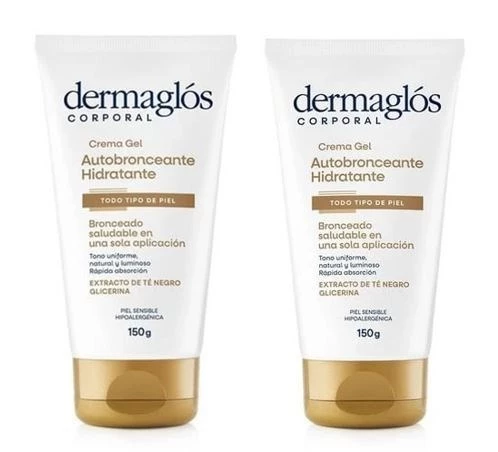 dermaglós
CORPORAL
Crema Gel
Autobronceante
Hidratante
TODO TIPO DE PIEL
Bronceado
saludable en
una sola aplicación
Tono uniforme,
natural y luminoso
Rápida absorción
EXTRACTO DE TÉ NEGRO
GLICERINA
PIEL SENSIBLE
HIPOALERGÉNICA
150g
dermaglós
CORPORAL
Crema Gel
Autobronceante
Hidratante
TODO TIPO DE PIEL
Bronceado
saludable en
una sola aplicación
Tono uniforme,
natural y luminoso
Rápida absorción
EXTRACTO DE TÉ NEGRO
GLICERINA
PIEL SENSIBLE
HIPOALERGÉNICA
150g